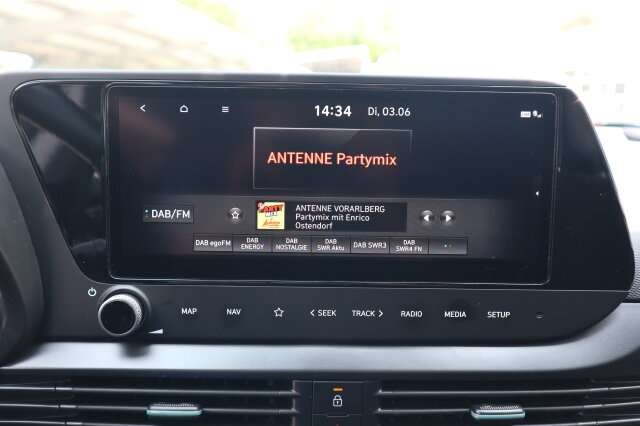 14:34 Di, 03.06
ANTENNE Partymix
DAB/FM
PARTY
ANTENNE VORARLBERG
Partymix mit Enrico
Ostendorf
DAB egoFM
DAB
ENERGY
DAB
NOSTALGIE
DAB
SWR Aktu
DAB SWR3
DAB
SWR4 FN
MAP NAV < SEEK TRACK > RADIO MEDIA SETUP